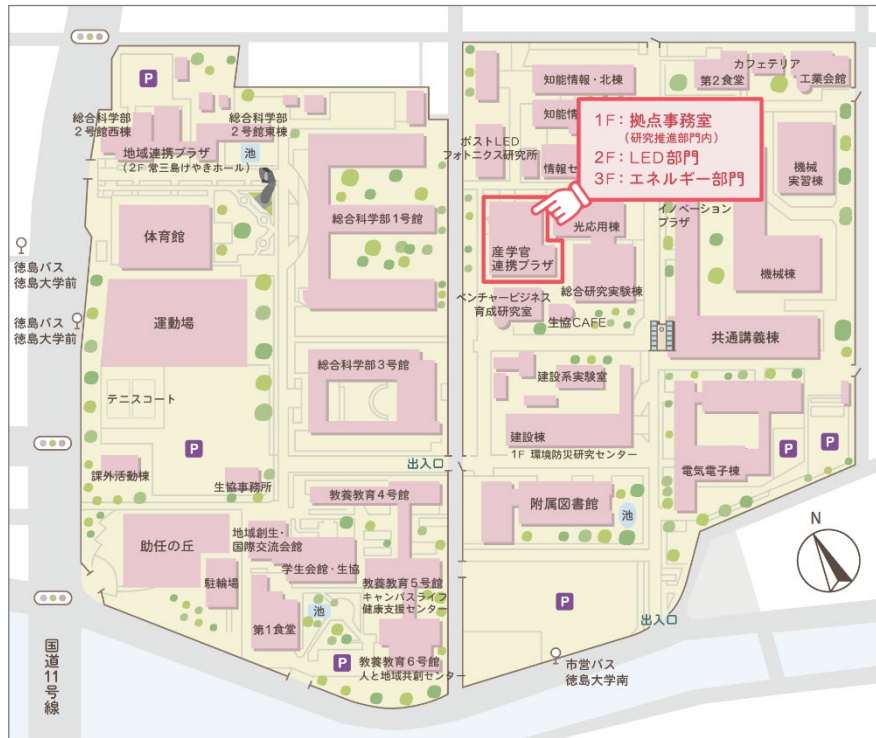 P
総合科学部
2号館西棟
総合科学部
2号館東棟
地域連携プラザ
(2F 常三島けやきホール)
池
体育館
総合科学部1号館
徳島バス
徳島大学前
徳島バス
徳島大学前
運動場
総合科学部3号館
テニスコート
P
課外活動棟
生協事務所
出入口
教養教育4号館
助任の丘
地域創生・
国際交流会館
学生会館・生協
駐輪場
教養教育5号館
キャンパスライフ
健康支援センター
池
第1食堂
教養教育6号館
人と地域共創センター
P
国道11号線
知能情報・北棟
カフェテリア
第2食堂
工業会館
知能情
ポストLED
フォトニクス研究所
情報セ
1F:拠点事務室
(研究推進部門内)
2F:LED部門
3F:エネルギー部門
機械
実習棟
イノベーション
プラザ
光応用棟
産学官
連携プラザ
機械棟
総合研究実験棟
ベンチャービジネス
育成研究室
生協CAFE
共通講義棟
建設系実験室
建設棟
1F 環境防災研究センター
P
P
電気電子棟
附属図書館
池
N
P
出入口
市営バス
徳島大学南